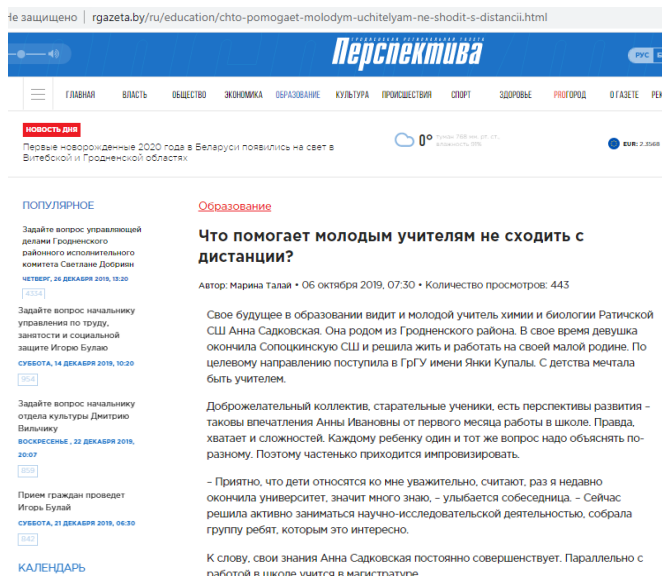 Не защищено | rgazeta.by/ru/education/chto-pomogaet-molodym-uchitelyam-ne-shodit-s-distancii.html
ГРОДНЕНСКАЯ РЕГИОНАЛЬНАЯ ГАЗЕТА
Перспектива
РУС
ГЛАВНАЯ ВЛАСТЬ ОБЩЕСТВО ЭКОНОМИКА ОБРАЗОВАНИЕ КУЛЬТУРА ПРОИСШЕСТВИЯ СПОРТ ЗДОРОВЬЕ PROГОРОД О ГАЗЕТЕ РЕК
НОВОСТЬ ДНЯ
Первые новорожденные 2020 года в Беларуси появились на свет в
Витебской и Гродненской областях
0°
EUR: 2.3568
ПОПУЛЯРНОЕ
Задайте вопрос управляющей
делами Гродненского
районного исполнительного
комитета Светлане Добриян
ЧЕТВЕРГ, 26 ДЕКАБРЯ 2019, 13:20
4334
Задайте вопрос начальнику
управления по труду,
занятости и социальной
защите Игорю Булаю
СУББОТА, 14 ДЕКАБРЯ 2019, 10:20
954
Задайте вопрос начальнику
отдела культуры Дмитрию
Вильчику
ВОСКРЕСЕНЬЕ , 22 ДЕКАБРЯ 2019,
20:07
859
Прием граждан проведет
Игорь Булай
СУББОТА, 21 ДЕКАБРЯ 2019, 06:30
842
КАЛЕНДАРЬ
Образование
Что помогает молодым учителям не сходить с
дистанции?
Автор: Марина Талай • 06 октября 2019, 07:30 • Количество просмотров: 443
Свое будущее в образовании видит и молодой учитель химии и биологии Ратичской
СШ Анна Садковская. Она родом из Гродненского района. В свое время девушка
окончила Сопоцкинскую СШ и решила жить и работать на своей малой родине. По
целевому направлению поступила в ГрГУ имени Янки Купалы. С детства мечтала
быть учителем.
Доброжелательный коллектив, старательные ученики, есть перспективы развития –
таковы впечатления Анны Ивановны от первого месяца работы в школе. Правда,
хватает и сложностей. Каждому ребенку один и тот же вопрос надо объяснять по-
разному. Поэтому частенько приходится импровизировать.
– Приятно, что дети относятся ко мне уважительно, считают, раз я недавно
окончила университет, значит много знаю, – улыбается собеседница. – Сейчас
решила активно заниматься научно-исследовательской деятельностью, собрала
группу ребят, которым это интересно.
К слову, свои знания Анна Садковская постоянно совершенствует. Параллельно с
работой в школе учится в магистратуре.